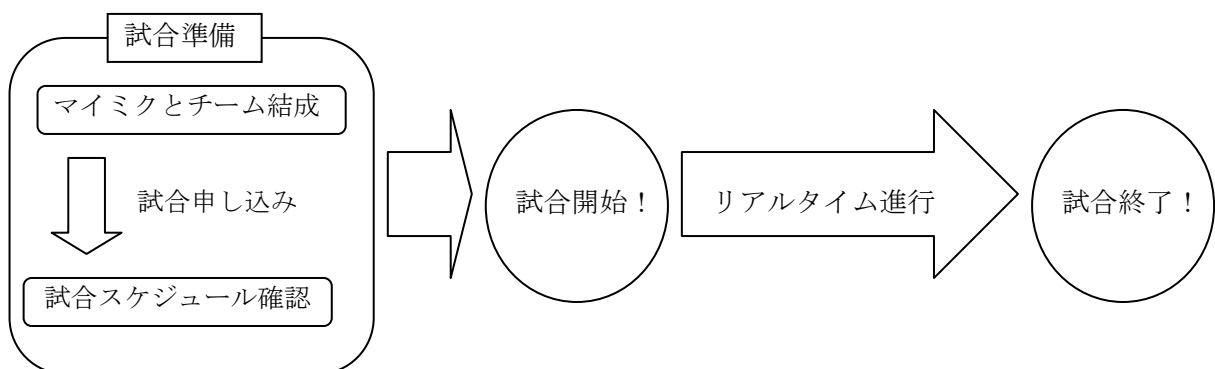 試合準備
マイミクとチーム結成
試合申し込み
試合スケジュール確認
試合開始！
リアルタイム進行
試合終了！